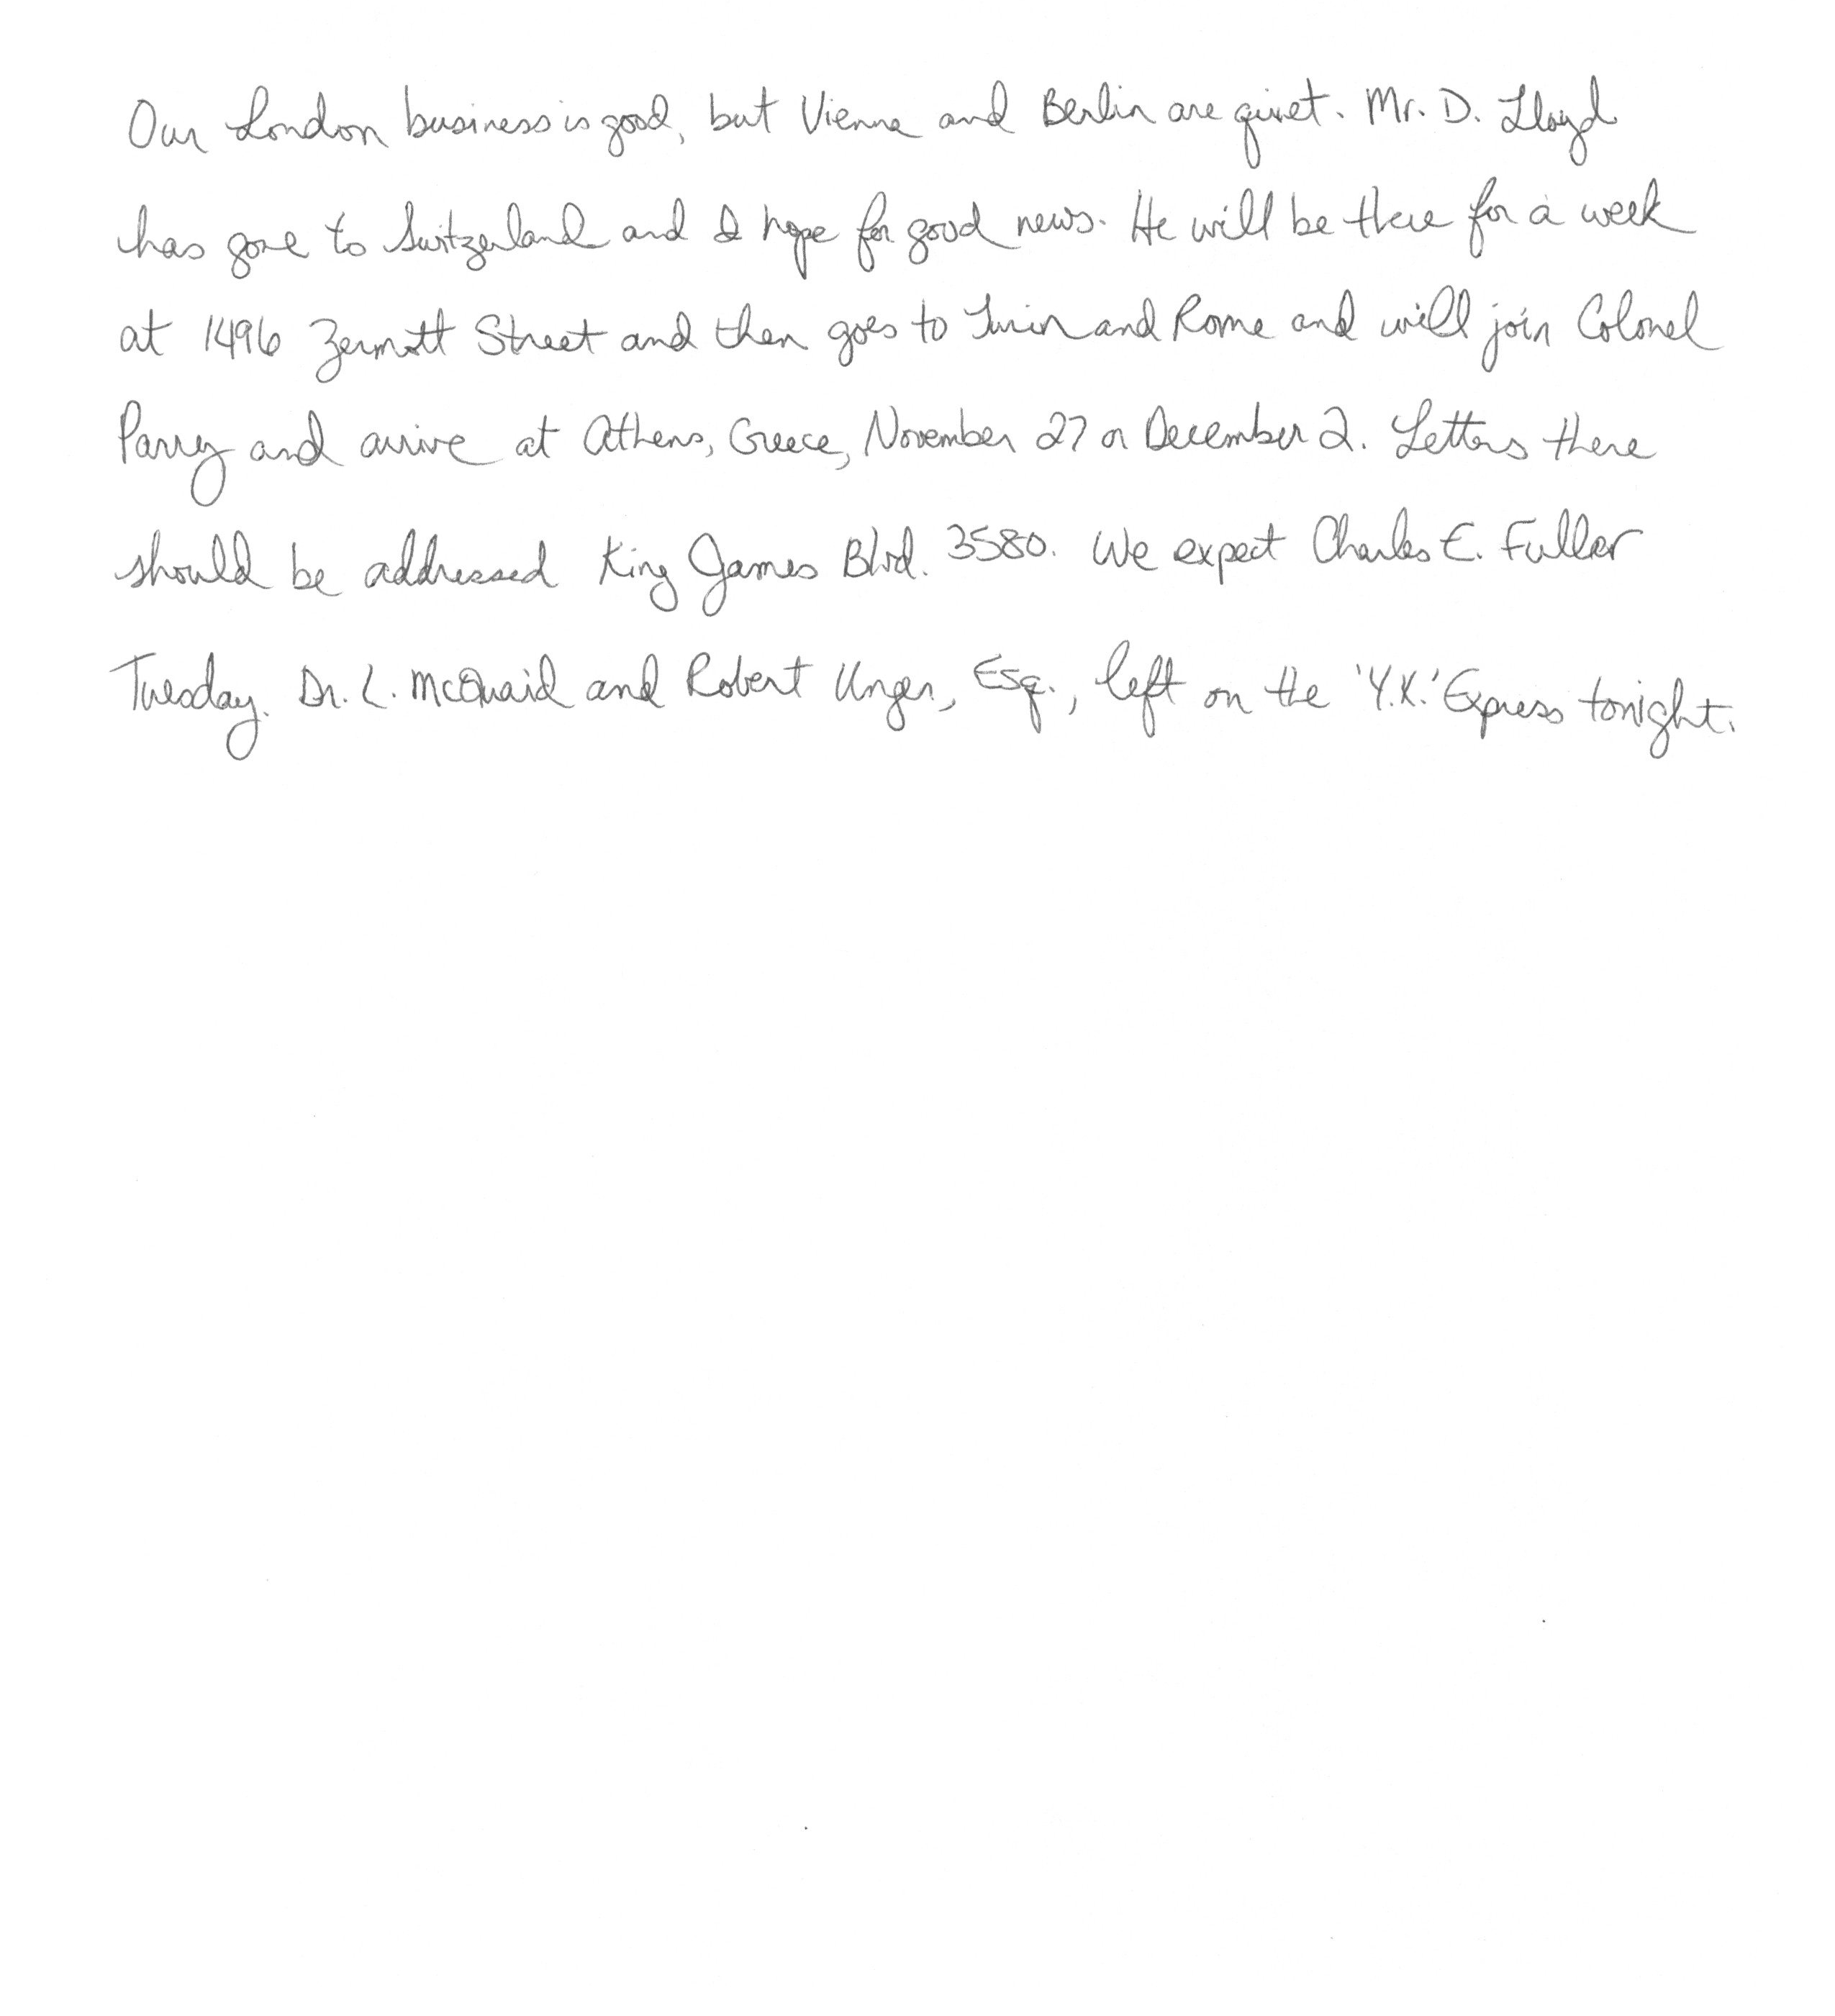 Our London business is good, but Vienna and Berlin are quiet. Mr. D. Lloyd
has gone to Switzerland and I hope for good news. He will be there for a week
at 1496 Zermott Street and then goes to Turin and Rome and will join Colonel
Parry and arrive at Athens, Greece, November 27 or December 2. Letters there
should be addressed King James Blvd. 3580. We expect Charles E. Fuller
Tuesday. Dr. L. McQuaid and Robert Unger, Esq., left on the 'Y.X.' Express tonight.